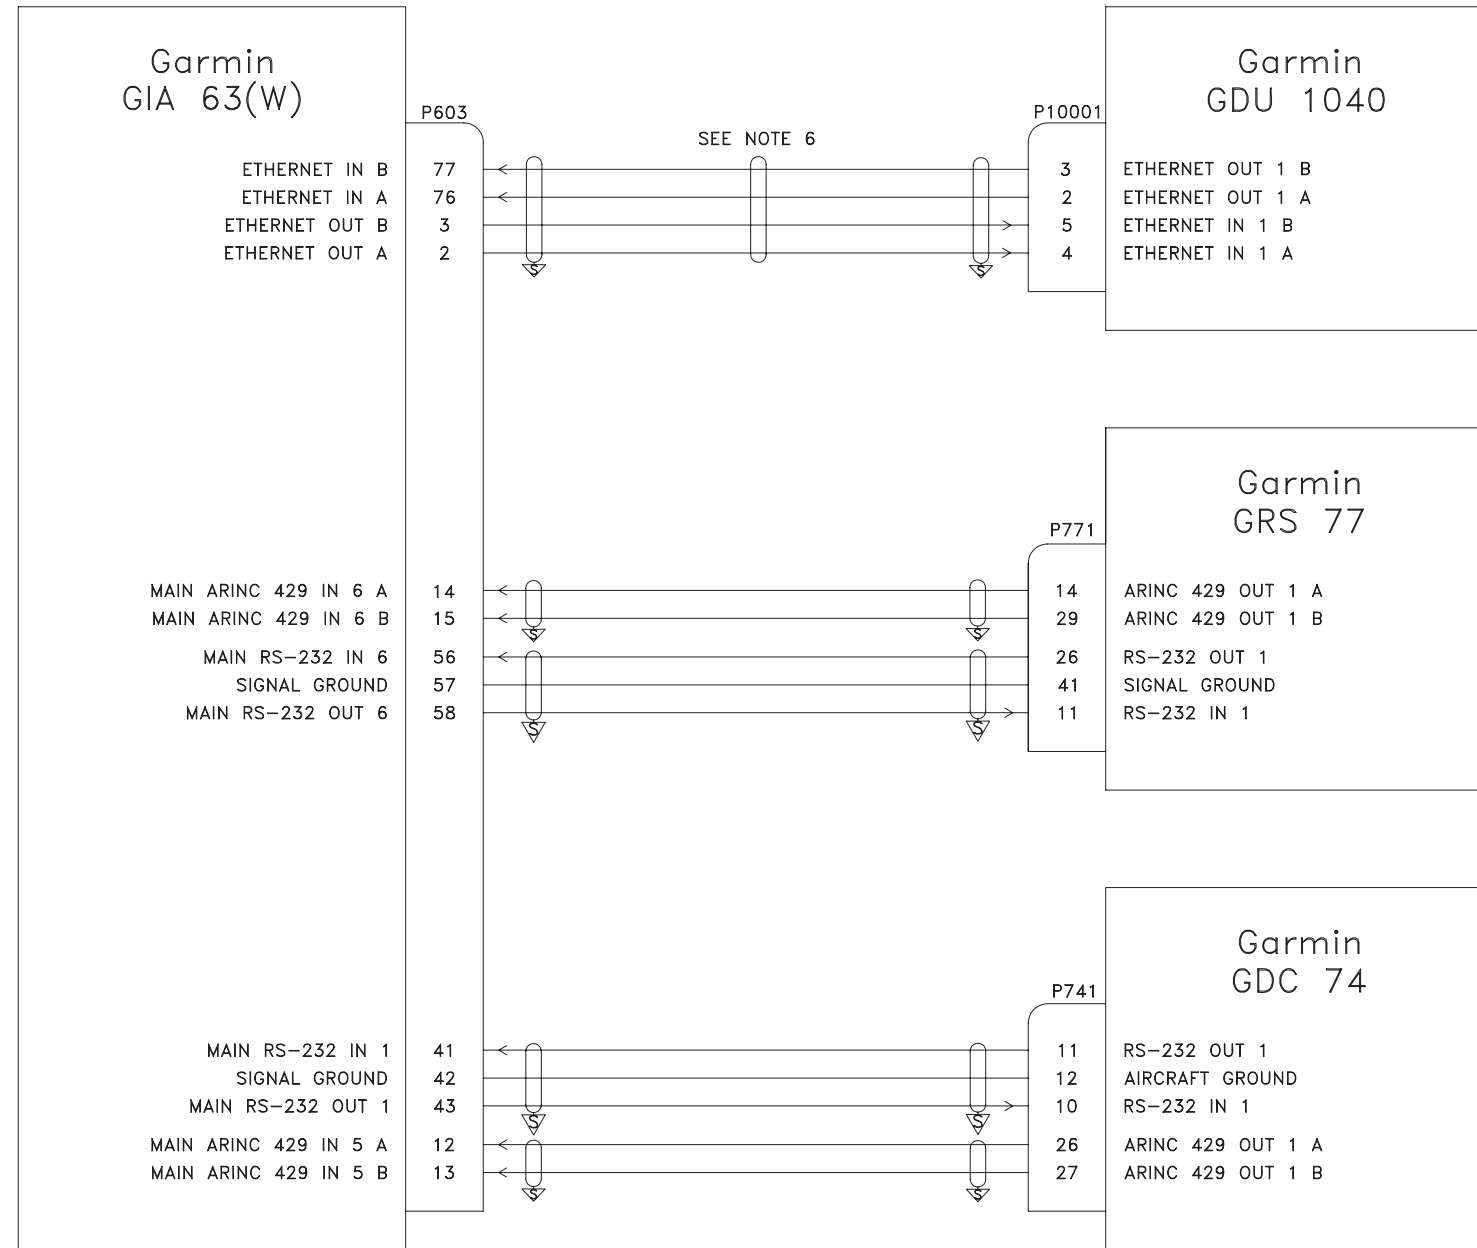 Garmin
GIA 63(W)
P603
SEE NOTE 6
P10001
Garmin
GDU 1040
ETHERNET IN B 77 3 ETHERNET OUT 1 B
ETHERNET IN A 76 2 ETHERNET OUT 1 A
ETHERNET OUT B 3 5 ETHERNET IN 1 B
ETHERNET OUT A 2 4 ETHERNET IN 1 A
S S
Garmin
GRS 77
P771
MAIN ARINC 429 IN 6 A 14 14 ARINC 429 OUT 1 A
MAIN ARINC 429 IN 6 B 15 29 ARINC 429 OUT 1 B
S S
MAIN RS-232 IN 6 56 26 RS-232 OUT 1
SIGNAL GROUND 57 41 SIGNAL GROUND
MAIN RS-232 OUT 6 58 11 RS-232 IN 1
S S
Garmin
GDC 74
P741
MAIN RS-232 IN 1 41 11 RS-232 OUT 1
SIGNAL GROUND 42 12 AIRCRAFT GROUND
MAIN RS-232 OUT 1 43 10 RS-232 IN 1
S S
MAIN ARINC 429 IN 5 A 12 26 ARINC 429 OUT 1 A
MAIN ARINC 429 IN 5 B 13 27 ARINC 429 OUT 1 B
S S